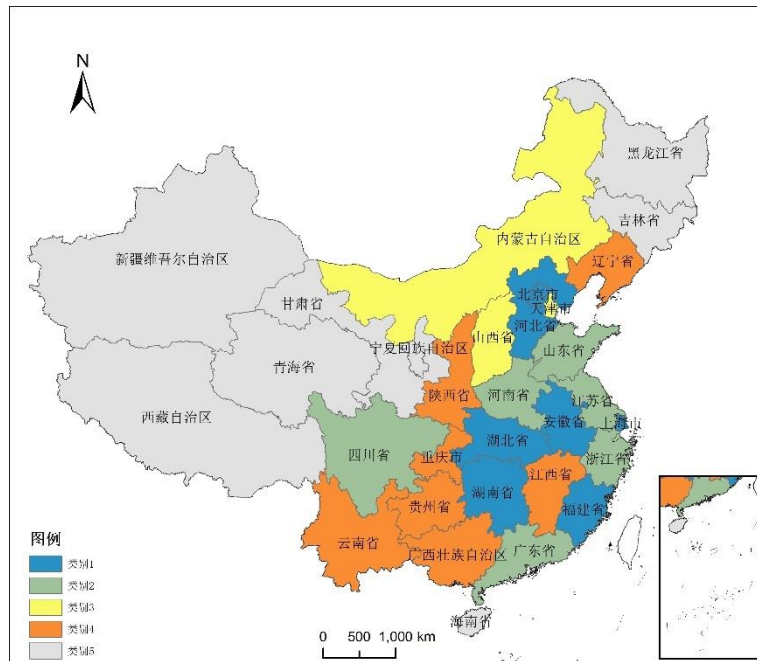 N
黑龙江省
吉林省
内蒙古自治区
辽宁省
新疆维吾尔自治区
北京市
天津市
甘肃省
河北省
山西省
宁夏回族自治区
山东省
青海省
陕西省
河南省
江苏省
西藏自治区
安徽省
上海市
湖北省
四川省
重庆市
浙江省
江西省
湖南省
贵州省
福建省
云南省
广西壮族自治区
广东省
海南省
图例
类别1
类别2
类别3
类别4
类别5
0 500 1,000 km